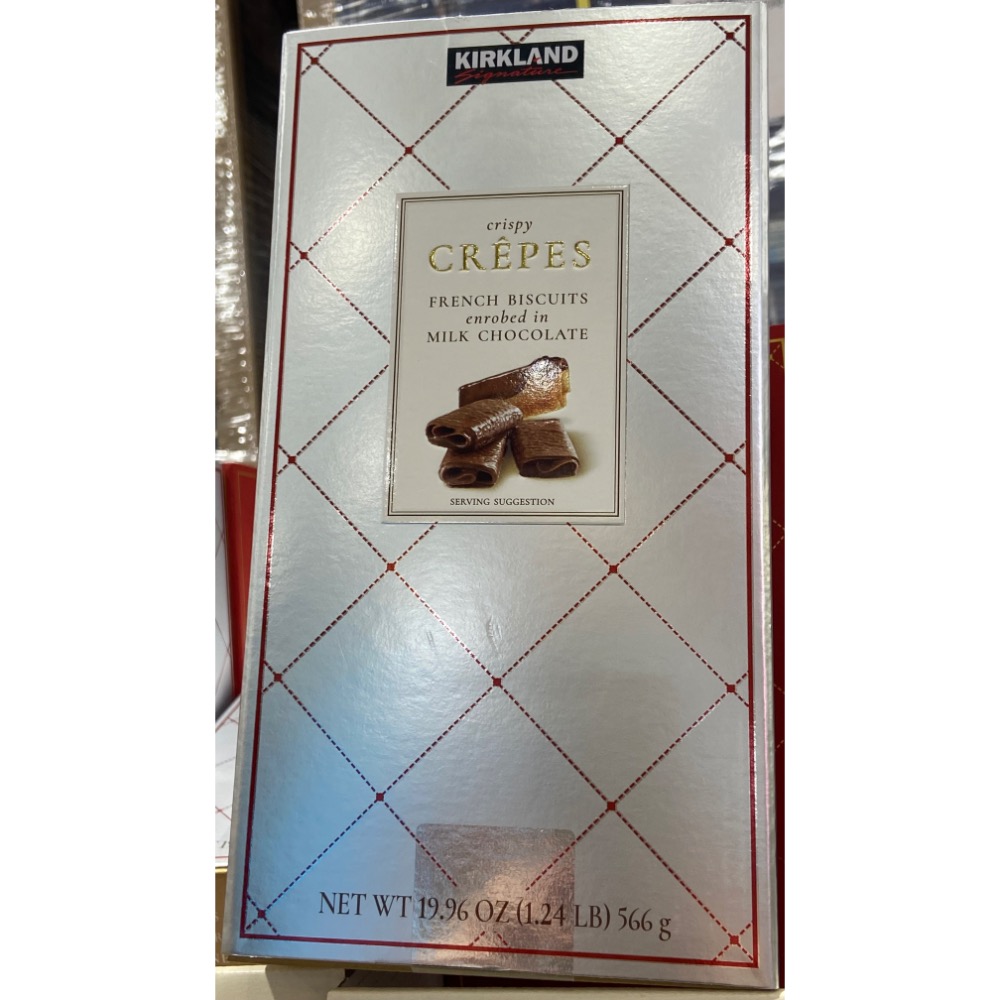 KIRKLAND
Signature
crispy
CRÊPES
FRENCH BISCUITS
enrobed in
MILK CHOCOLATE
SERVING SUGGESTION
NET WT 19.96 OZ (1.24 LB) 566 g